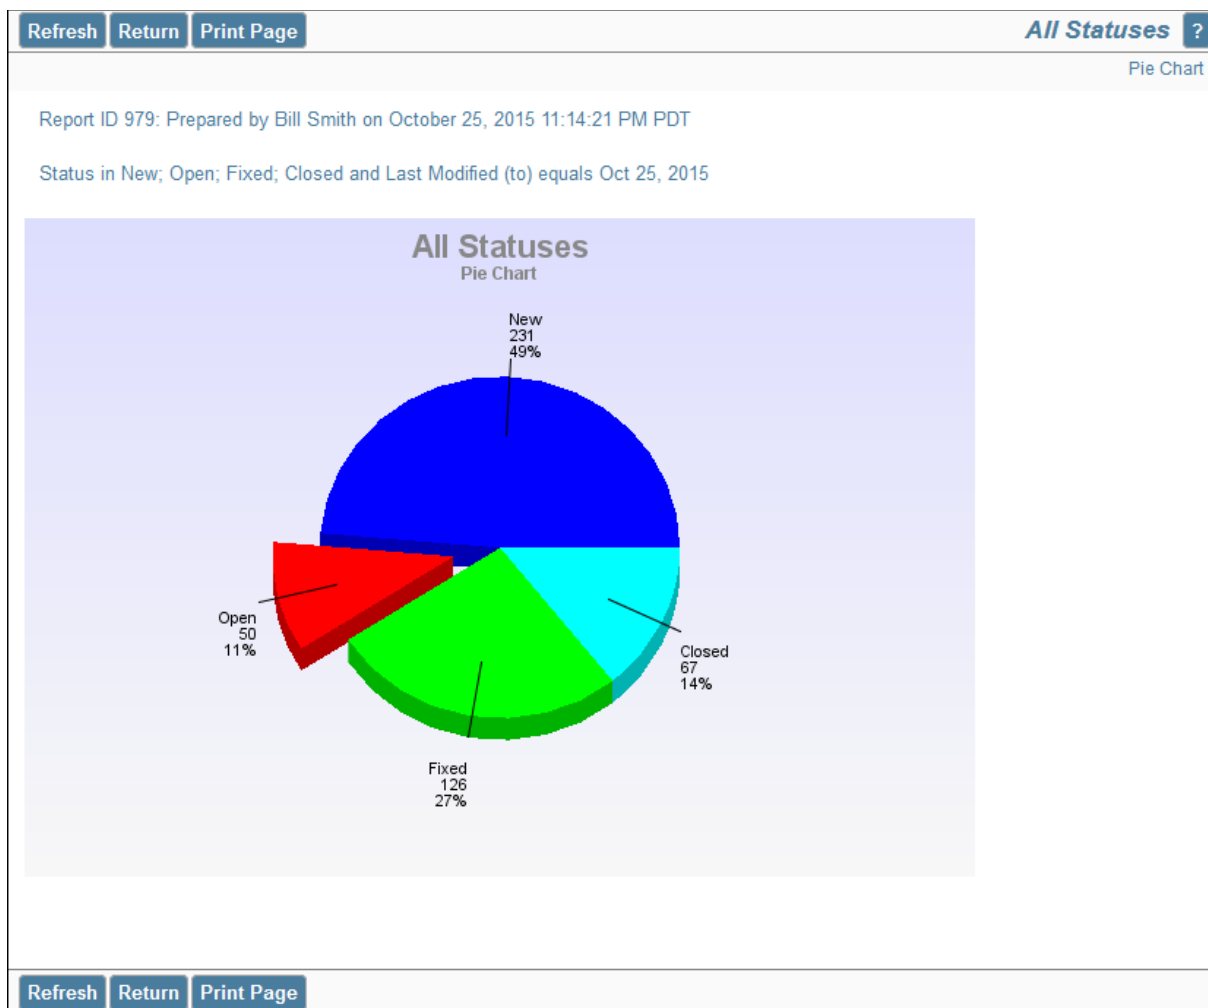 Refresh Return Print Page All Statuses ?
Pie Chart
Report ID 979: Prepared by Bill Smith on October 25, 2015 11:14:21 PM PDT
Status in New; Open; Fixed; Closed and Last Modified (to) equals Oct 25, 2015
All Statuses
Pie Chart
New
231
49%
Open
50
11%
Closed
67
14%
Fixed
126
27%
Refresh Return Print Page